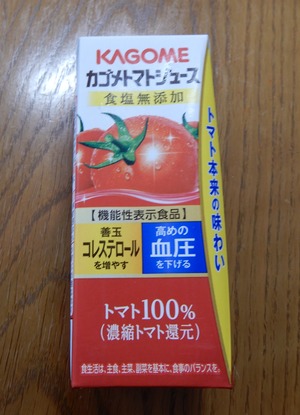 KAGOME
カゴメトマトジュース
食塩無添加
トマト本来の味わい
【機能性表示食品】
善玉
コレステロール
を増やす
高めの
血圧
を下げる
トマト100%
(濃縮トマト還元)
食生活は、主食、主菜、副菜を基本に、食事のバランスを。